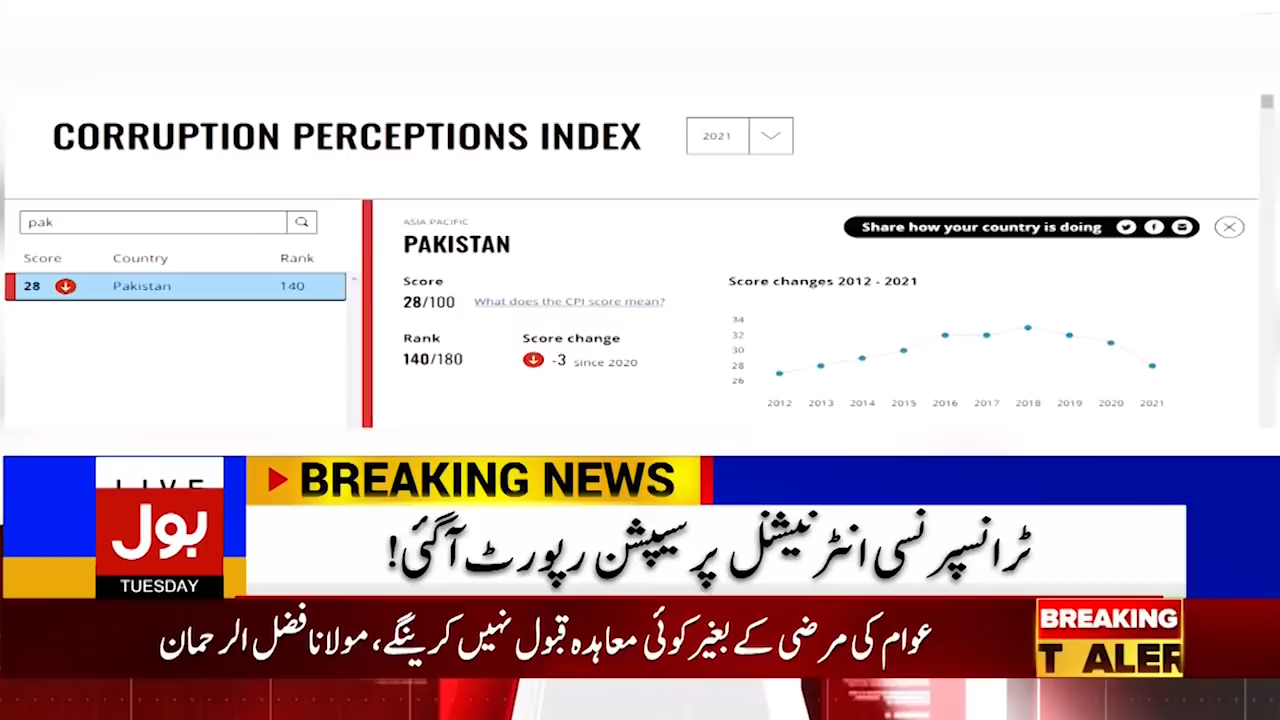 CORRUPTION PERCEPTIONS INDEX
2021
pak
Score Country Rank
28 Pakistan 140
ASIA PACIFIC
PAKISTAN
Share how your country is doing
Score
28/100 What does the CPI score mean?
Rank
140/180
Score change
-3 since 2020
Score changes 2012 - 2021
34
32
30
28
26
2012 2013 2014 2015 2016 2017 2018 2019 2020 2021
LIVE
بول
TUESDAY
BREAKING NEWS
ٹرانسپرنسی انٹرنیشنل پرسیپشن رپورٹ آگئی!
عوام کی مرضی کے بغیر کوئی معاہدہ قبول نہیں کرینگے، مولانا فضل الرحمان
BREAKING
T ALER